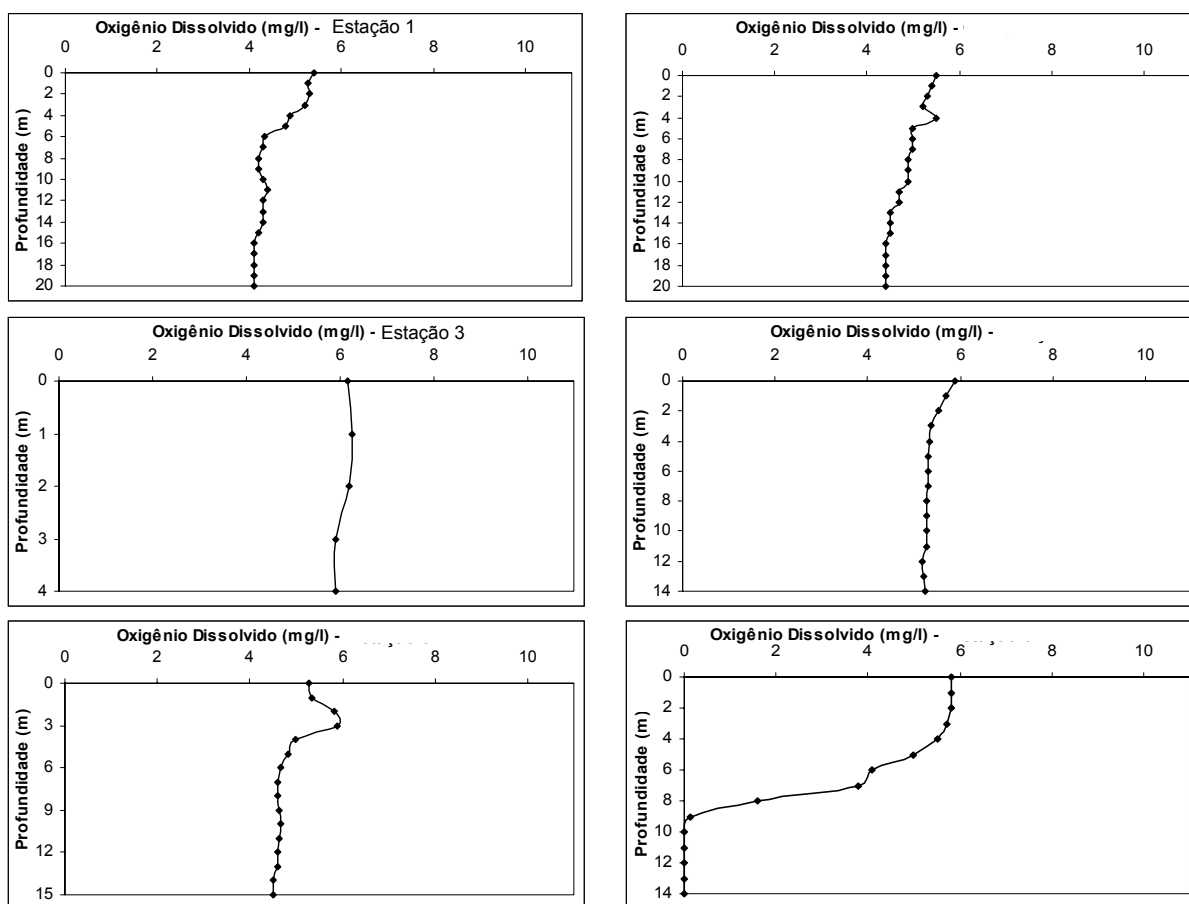 Oxigênio Dissolvido (mg/l) - Estação 1
0 2 4 6 8 10
Profundidade (m)
0
2
4
6
8
10
12
14
16
18
20
Oxigênio Dissolvido (mg/l) -
0 2 4 6 8 10
Profundidade (m)
0
2
4
6
8
10
12
14
16
18
20
Oxigênio Dissolvido (mg/l) - Estação 3
0 2 4 6 8 10
Profundidade (m)
0
1
2
3
4
Oxigênio Dissolvido (mg/l) -
0 2 4 6 8 10
Profundidade (m)
0
2
4
6
8
10
12
14
Oxigênio Dissolvido (mg/l) -
0 2 4 6 8 10
Profundidade (m)
0
3
6
9
12
15
Oxigênio Dissolvido (mg/l) -
0 2 4 6 8 10
Profundidade (m)
0
2
4
6
8
10
12
14